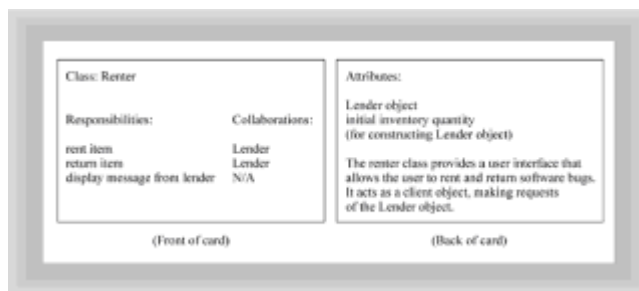 Class: Renter
Responsibilities: Collaborations:
rent item Lender
return item Lender
display message from lender N/A
(Front of card)
Attributes:
Lender object
initial inventory quantity
(for constructing Lender object)
The renter class provides a user interface that
allows the user to rent and return software bugs.
It acts as a client object, making requests
of the Lender object.
(Back of card)